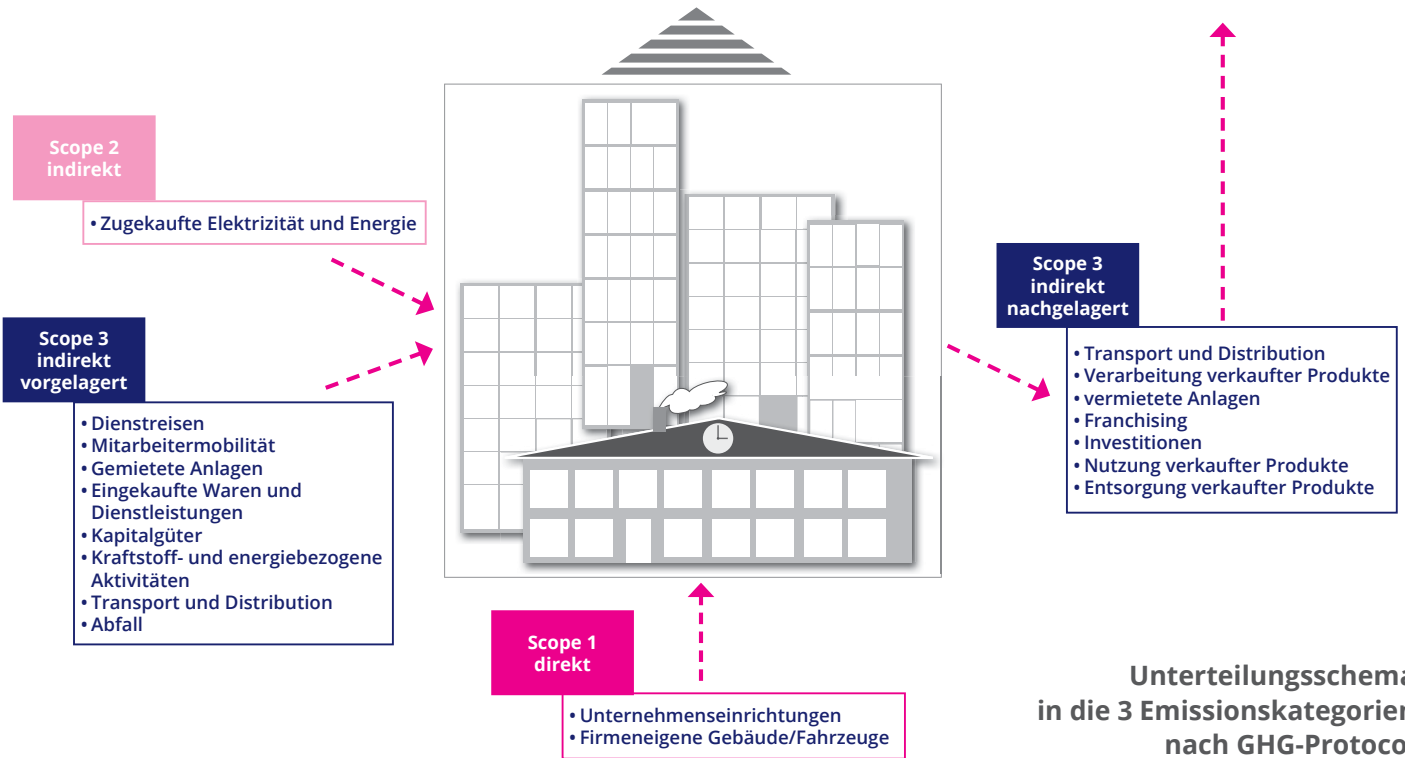 Scope 2
indirekt
• Zugekaufte Elektrizität und Energie
Scope 3
indirekt
vorgelagert
• Dienstreisen
• Mitarbeitermobilität
• Gemietete Anlagen
• Eingekaufte Waren und
Dienstleistungen
• Kapitalgüter
• Kraftstoff- und energiebezogene
Aktivitäten
• Transport und Distribution
• Abfall
Scope 1
direkt
• Unternehmenseinrichtungen
• Firmeneigene Gebäude/Fahrzeuge
Scope 3
indirekt
nachgelagert
• Transport und Distribution
• Verarbeitung verkaufter Produkte
• vermietete Anlagen
• Franchising
• Investitionen
• Nutzung verkaufter Produkte
• Entsorgung verkaufter Produkte
Unterteilungsschema
in die 3 Emissionskategorien
nach GHG-Protoco